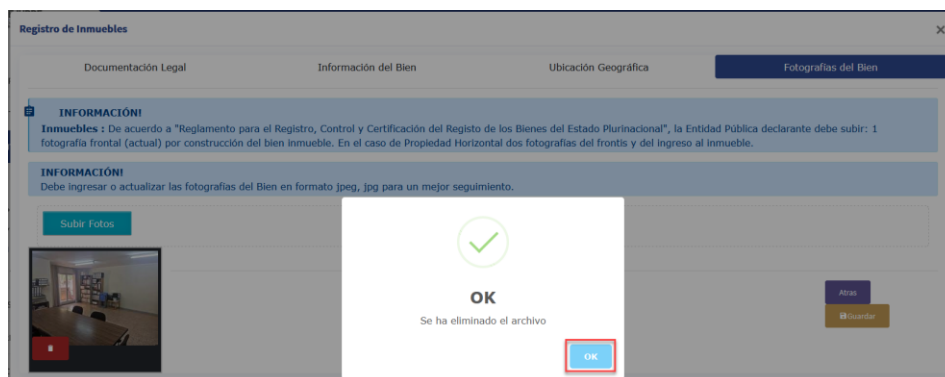 Registro de Inmuebles
×
Documentación Legal
Información del Bien
Ubicación Geográfica
Fotografías del Bien
INFORMACIÓN!
Inmuebles : De acuerdo a "Reglamento para el Registro, Control y Certificación del Registo de los Bienes del Estado Plurinacional", la Entidad Pública declarante debe subir: 1
fotografía frontal (actual) por construcción del bien inmueble. En el caso de Propiedad Horizontal dos fotografías del frontis y del ingreso al inmueble.
INFORMACIÓN!
Debe ingresar o actualizar las fotografías del Bien en formato jpeg, jpg para un mejor seguimiento.
Subir Fotos
OK
Se ha eliminado el archivo
OK
Atras
Guardar